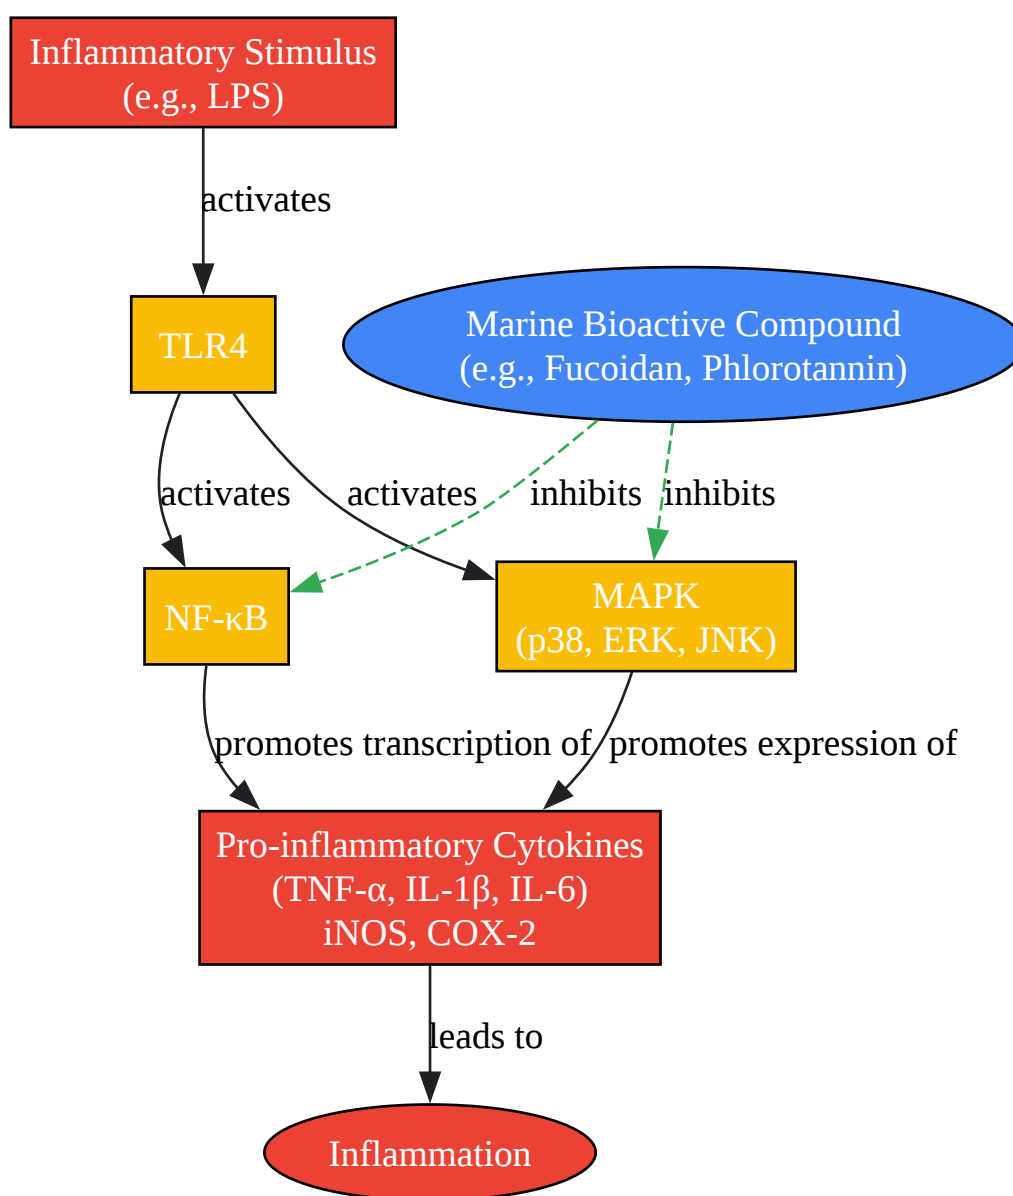 Inflammatory Stimulus
(e.g., LPS)
activates
TLR4
Marine Bioactive Compound
(e.g., Fucoidan, Phlorotannin)
activates
activates
inhibits
inhibits
NF-κB
MAPK
(p38, ERK, JNK)
promotes transcription of
promotes expression of
Pro-inflammatory Cytokines
(TNF-α, IL-1β, IL-6)
iNOS, COX-2
leads to
Inflammation